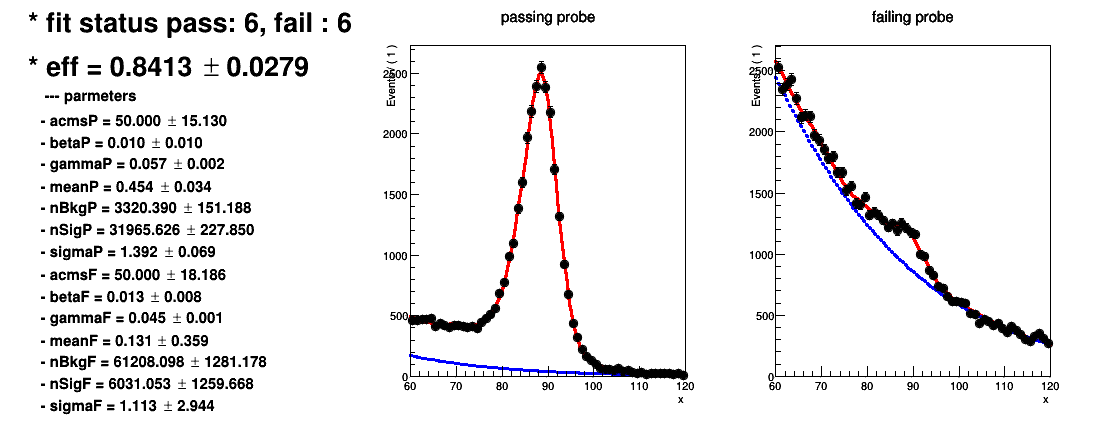 * fit status pass: 6, fail : 6
* eff = 0.8413 ± 0.0279
--- parmeters
- acmsP = 50.000 ± 15.130
- betaP = 0.010 ± 0.010
- gammaP = 0.057 ± 0.002
- meanP = 0.454 ± 0.034
- nBkgP = 3320.390 ± 151.188
- nSigP = 31965.626 ± 227.850
- sigmaP = 1.392 ± 0.069
- acmsF = 50.000 ± 18.186
- betaF = 0.013 ± 0.008
- gammaF = 0.045 ± 0.001
- meanF = 0.131 ± 0.359
- nBkgF = 61208.098 ± 1281.178
- nSigF = 6031.053 ± 1259.668
- sigmaF = 1.113 ± 2.944
passing probe
Events / ( 1 )
2500
2000
1500
1000
500
0
60 70 80 90 100 110 120
x
failing probe
Events / ( 1 )
2500
2000
1500
1000
500
0
60 70 80 90 100 110 120
x